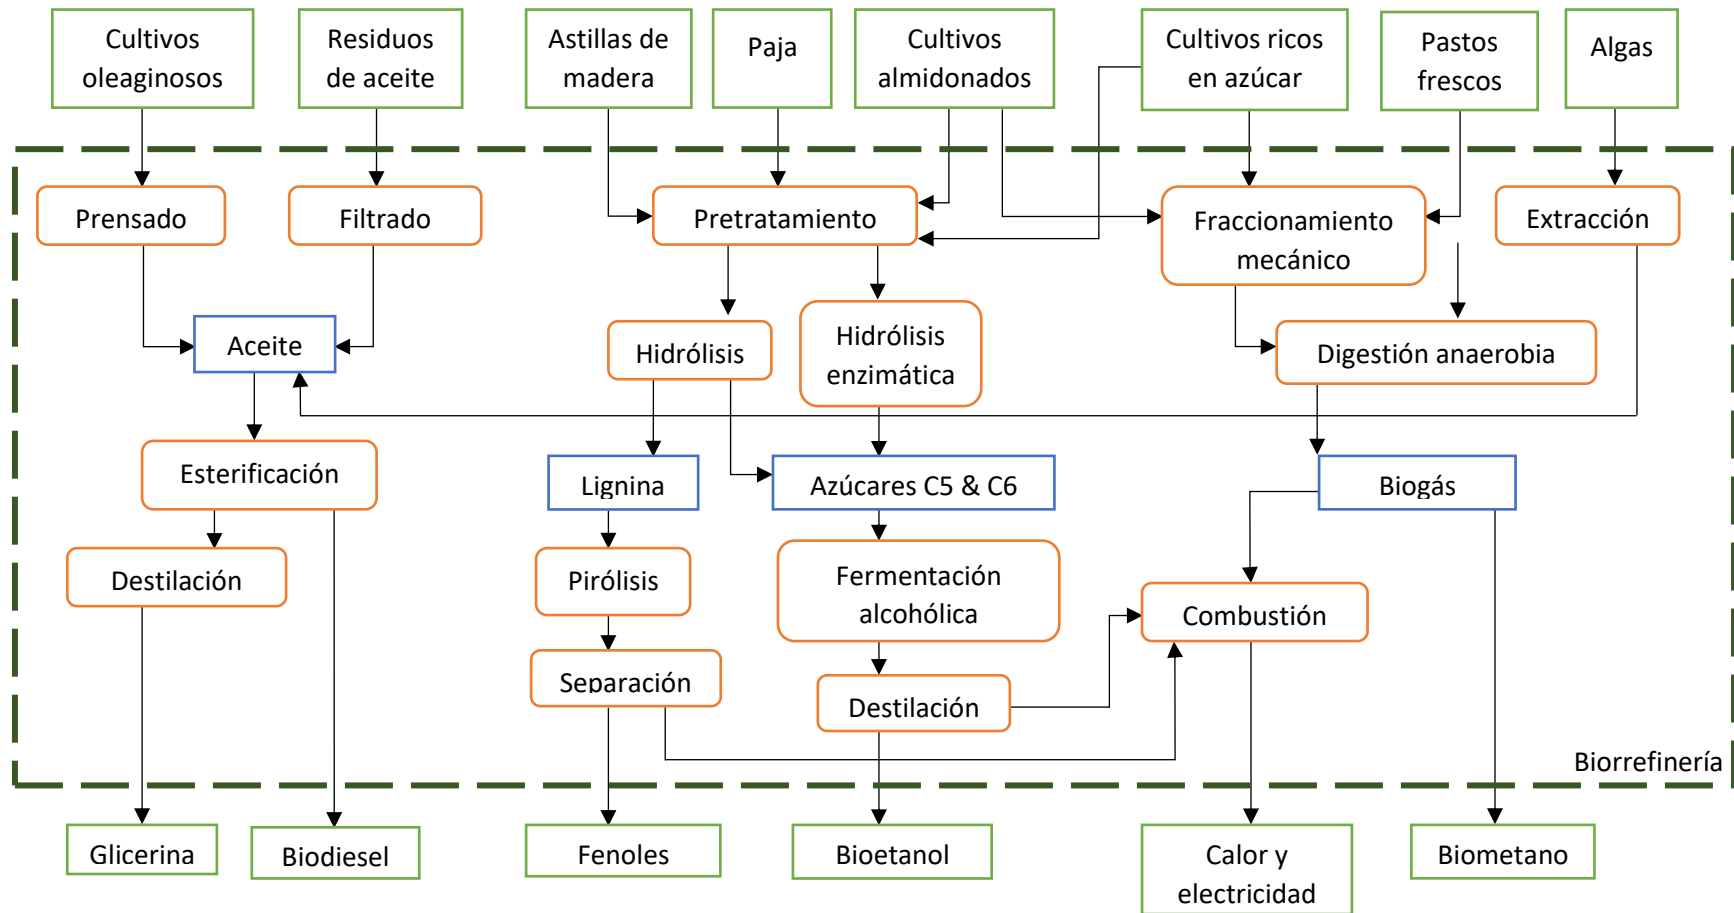 Cultivos
oleaginosos
Residuos
de aceite
Astillas de
madera
Paja
Cultivos
almidonados
Cultivos ricos
en azúcar
Pastos
frescos
Algas
Prensado
Filtrado
Pretratamiento
Fraccionamiento
mecánico
Extracción
Aceite
Hidrólisis
Hidrólisis
enzimática
Digestión anaerobia
Esterificación
Lignina
Azúcares C5 & C6
Biogás
Destilación
Pirólisis
Fermentación
alcohólica
Combustión
Separación
Destilación
Biorrefinería
Glicerina
Biodiesel
Fenoles
Bioetanol
Calor y
electricidad
Biometano